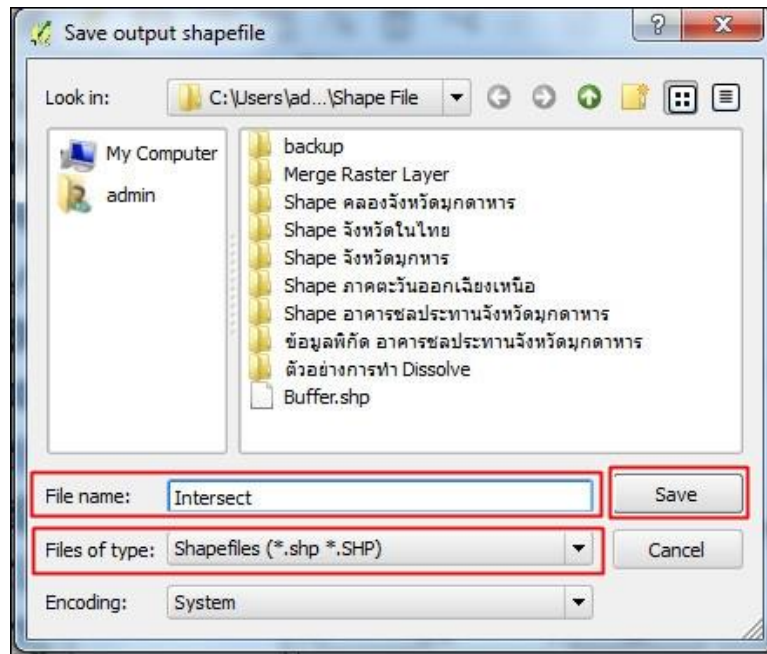 Save output shapefile
Look in:
C:\Users\ad...\Shape File
My Computer
admin
backup
Merge Raster Layer
Shape คลองจังหวัดมุกดาหาร
Shape จังหวัดในไทย
Shape จังหวัดมุกหาร
Shape ภาคตะวันออกเฉียงเหนือ
Shape อาคารชลประทานจังหวัดมุกดาหาร
ข้อมูลพิกัด อาคารชลประทานจังหวัดมุกดาหาร
ตัวอย่างการทำ Dissolve
Buffer.shp
File name:
Intersect
Save
Files of type:
Shapefiles (*.shp *.SHP)
Cancel
Encoding:
System